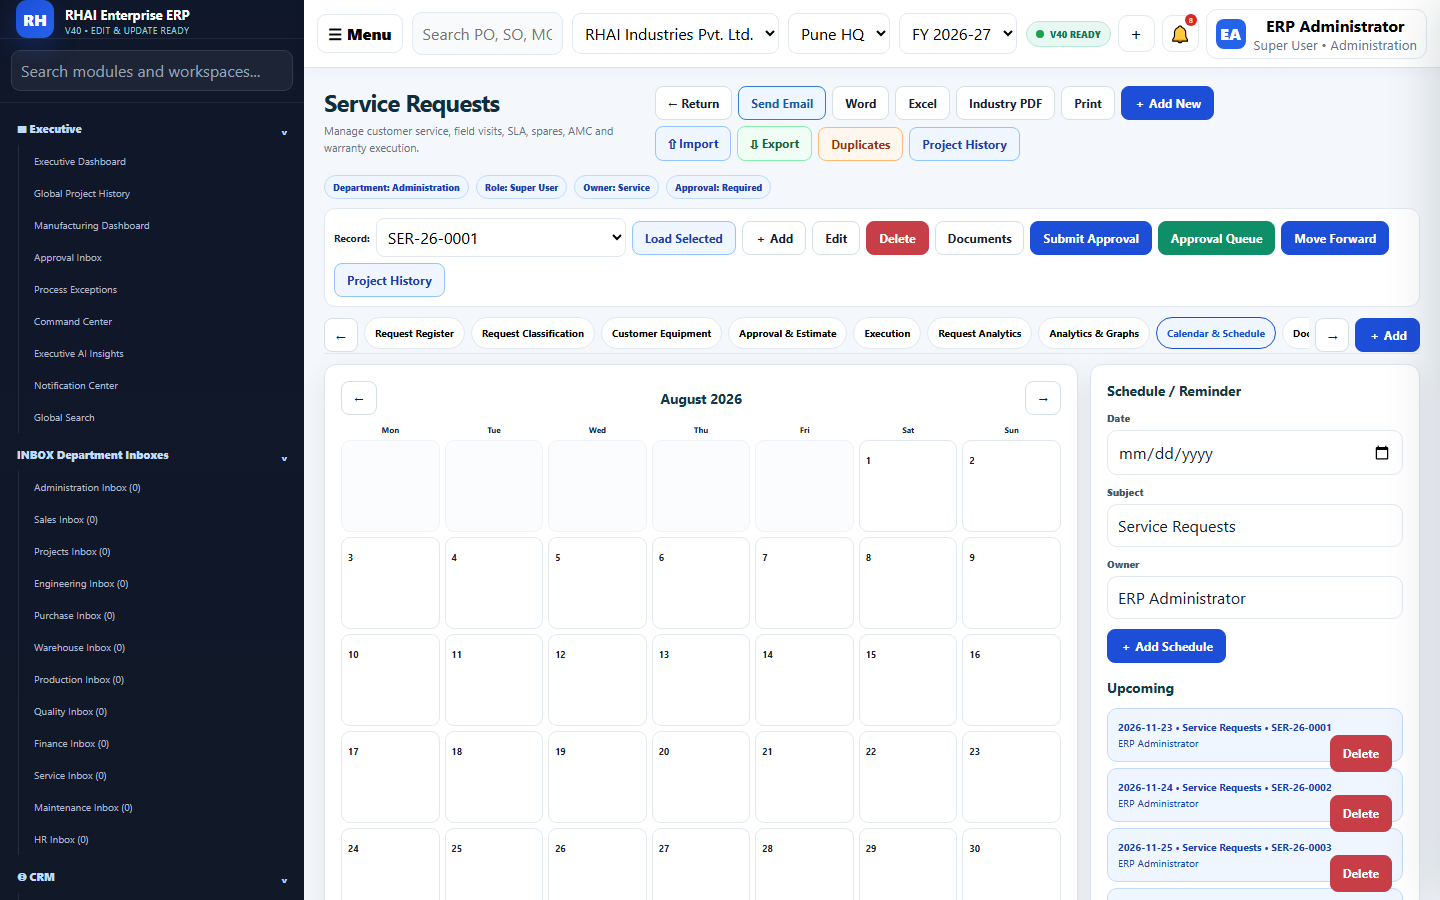 RH RHAI Enterprise ERP
V40 • EDIT & UPDATE READY
Search modules and workspaces...
Executive
Executive Dashboard
Global Project History
Manufacturing Dashboard
Approval Inbox
Process Exceptions
Command Center
Executive AI Insights
Notification Center
Global Search
INBOX Department Inboxes
Administration Inbox (0)
Sales Inbox (0)
Projects Inbox (0)
Engineering Inbox (0)
Purchase Inbox (0)
Warehouse Inbox (0)
Production Inbox (0)
Quality Inbox (0)
Finance Inbox (0)
Service Inbox (0)
Maintenance Inbox (0)
HR Inbox (0)
CRM
☰ Menu
Search PO, SO, MC
RHAI Industries Pvt. Ltd.
Pune HQ
FY 2026-27
V40 READY
+
8
EA
ERP Administrator
Super User • Administration
Service Requests
Manage customer service, field visits, SLA, spares, AMC and
warranty execution.
← Return Send Email Word Excel Industry PDF Print + Add New
⇧ Import ⇩ Export Duplicates Project History
Department: Administration Role: Super User Owner: Service Approval: Required
Record: SER-26-0001 Load Selected + Add Edit Delete Documents Submit Approval Approval Queue Move Forward
Project History
← Request Register Request Classification Customer Equipment Approval & Estimate Execution Request Analytics Analytics & Graphs Calendar & Schedule Doc → + Add
← August 2026 →
Mon Tue Wed Thu Fri Sat Sun
1 2
3 4 5 6 7 8 9
10 11 12 13 14 15 16
17 18 19 20 21 22 23
24 25 26 27 28 29 30
Schedule / Reminder
Date
mm/dd/yyyy
Subject
Service Requests
Owner
ERP Administrator
+ Add Schedule
Upcoming
2026-11-23 • Service Requests • SER-26-0001
ERP Administrator
Delete
2026-11-24 • Service Requests • SER-26-0002
ERP Administrator
Delete
2026-11-25 • Service Requests • SER-26-0003
ERP Administrator
Delete